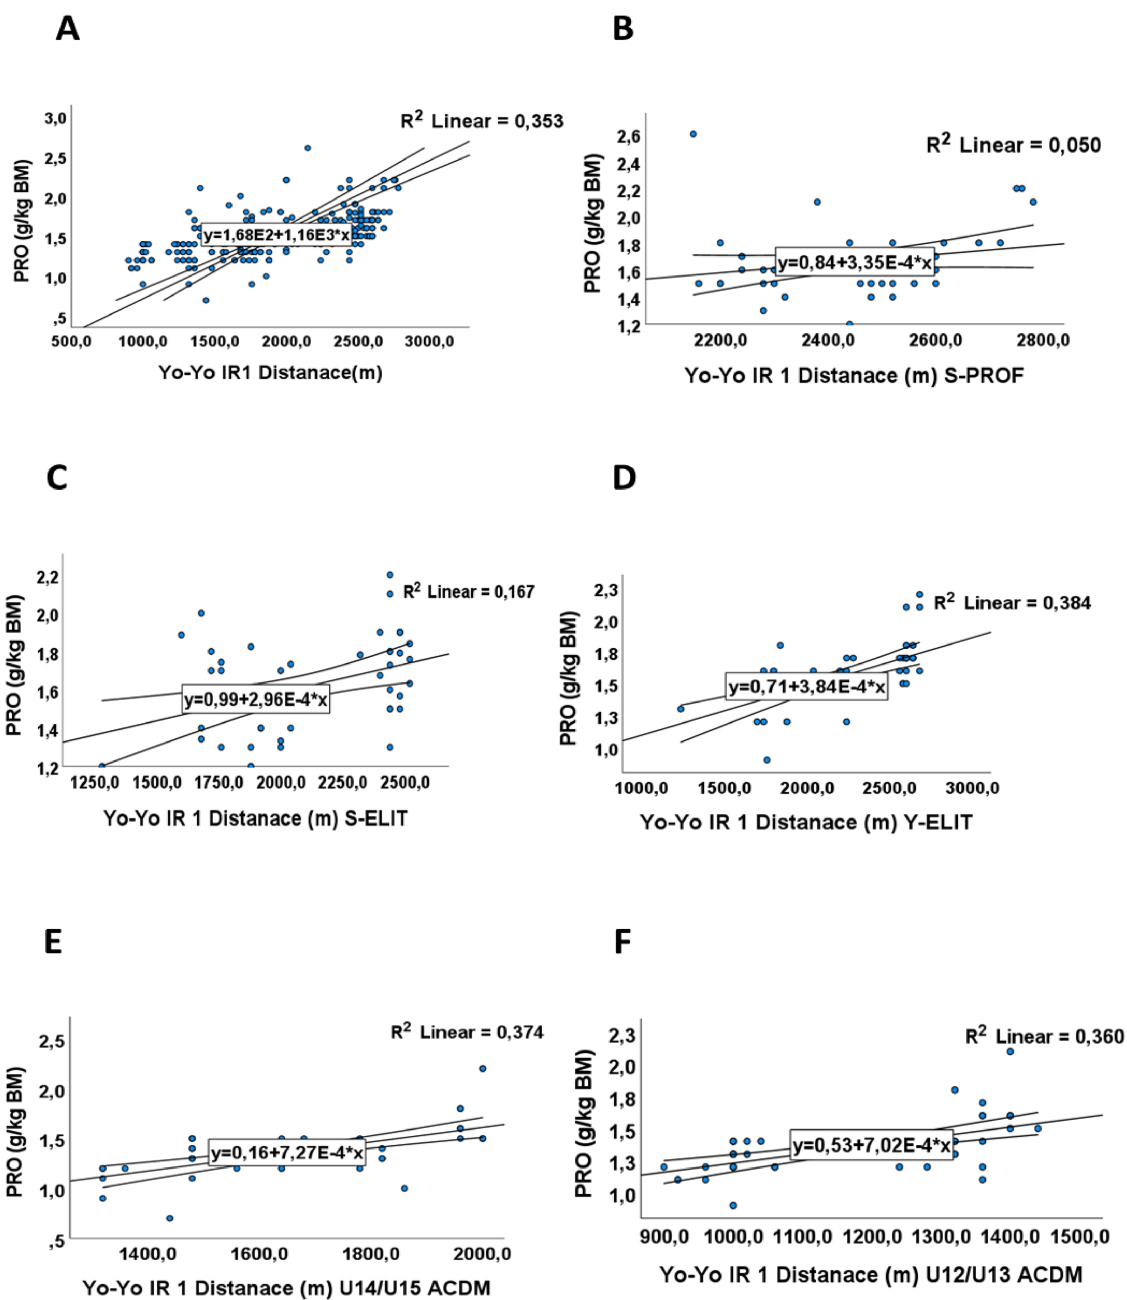 A
R² Linear = 0,353
PRO (g/kg BM)
3,0
2,5
2,0
1,5
1,0
,5
y=1,68E2+1,16E3*x
500,0 1000,0 1500,0 2000,0 2500,0 3000,0
Yo-Yo IR1 Distanace(m)
B
R² Linear = 0,050
PRO (g/kg BM)
2,6
2,4
2,2
2,0
1,8
1,6
1,4
1,2
y=0,84+3,35E-4*x
2200,0 2400,0 2600,0 2800,0
Yo-Yo IR 1 Distanace (m) S-PROF
C
R² Linear = 0,167
PRO (g/kg BM)
2,2
2,0
1,8
1,6
1,4
1,2
y=0,99+2,96E-4*x
1250,0 1500,0 1750,0 2000,0 2250,0 2500,0
Yo-Yo IR 1 Distanace (m) S-ELIT
D
R² Linear = 0,384
PRO (g/kg BM)
2,3
2,0
1,8
1,5
1,3
1,0
y=0,71+3,84E-4*x
1000,0 1500,0 2000,0 2500,0 3000,0
Yo-Yo IR 1 Distanace (m) Y-ELIT
E
R² Linear = 0,374
PRO (g/kg BM)
2,5
2,0
1,5
1,0
,5
y=0,16+7,27E-4*x
1400,0 1600,0 1800,0 2000,0
Yo-Yo IR 1 Distanace (m) U14/U15 ACDM
F
R² Linear = 0,360
PRO (g/kg BM)
2,3
2,0
1,8
1,5
1,3
1,0
y=0,53+7,02E-4*x
900,0 1000,0 1100,0 1200,0 1300,0 1400,0 1500,0
Yo-Yo IR 1 Distanace (m) U12/U13 ACDM